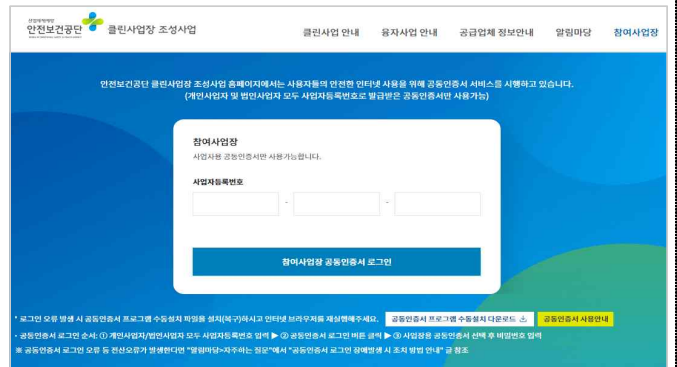 산업재해예방
안전보건공단 클린사업장 조성사업
클린사업 안내 융자사업 안내 공급업체 정보안내 알림마당 참여사업장
안전보건공단 클린사업장 조성사업 홈페이지에서는 사용자들의 안전한 인터넷 사용을 위해 공동인증서 서비스를 시행하고 있습니다.
(개인사업자 및 법인사업자 모두 사업자등록번호로 발급받은 공동인증서만 사용가능)
참여사업장
사업자용 공동인증서만 사용가능합니다.
사업자등록번호
- -
참여사업장 공동인증서 로그인
* 로그인 오류 발생 시 공동인증서 프로그램 수동설치 파일을 설치(복구)하시고 인터넷 브라우저를 재실행해주세요. 공동인증서 프로그램 수동설치 다운로드 공동인증서 사용안내
- 공동인증서 로그인 순서: ① 개인사업자/법인사업자 모두 사업자등록번호 입력 ▶ ② 공동인증서 로그인 버튼 클릭 ▶ ③ 사업장용 공동인증서 선택 후 비밀번호 입력
※ 공동인증서 로그인 오류 등 전산오류가 발생한다면 "알림마당>자주하는 질문"에서 "공동인증서 로그인 장애발생 시 조치 방법 안내" 글 참조